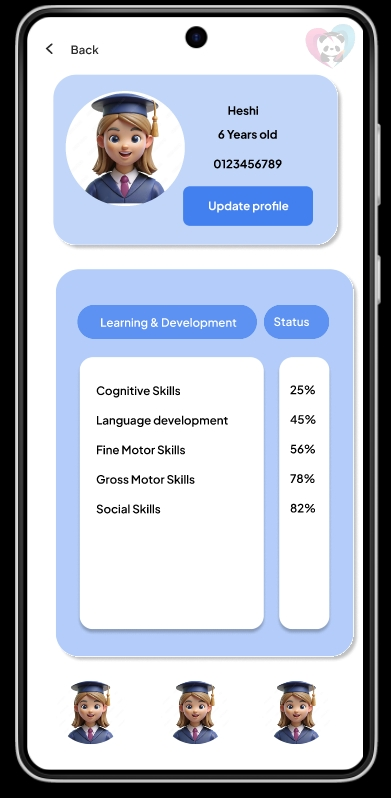 Back
Heshi
6 Years old
0123456789
Update profile
Learning & Development Status
Cognitive Skills 25%
Language development 45%
Fine Motor Skills 56%
Gross Motor Skills 78%
Social Skills 82%